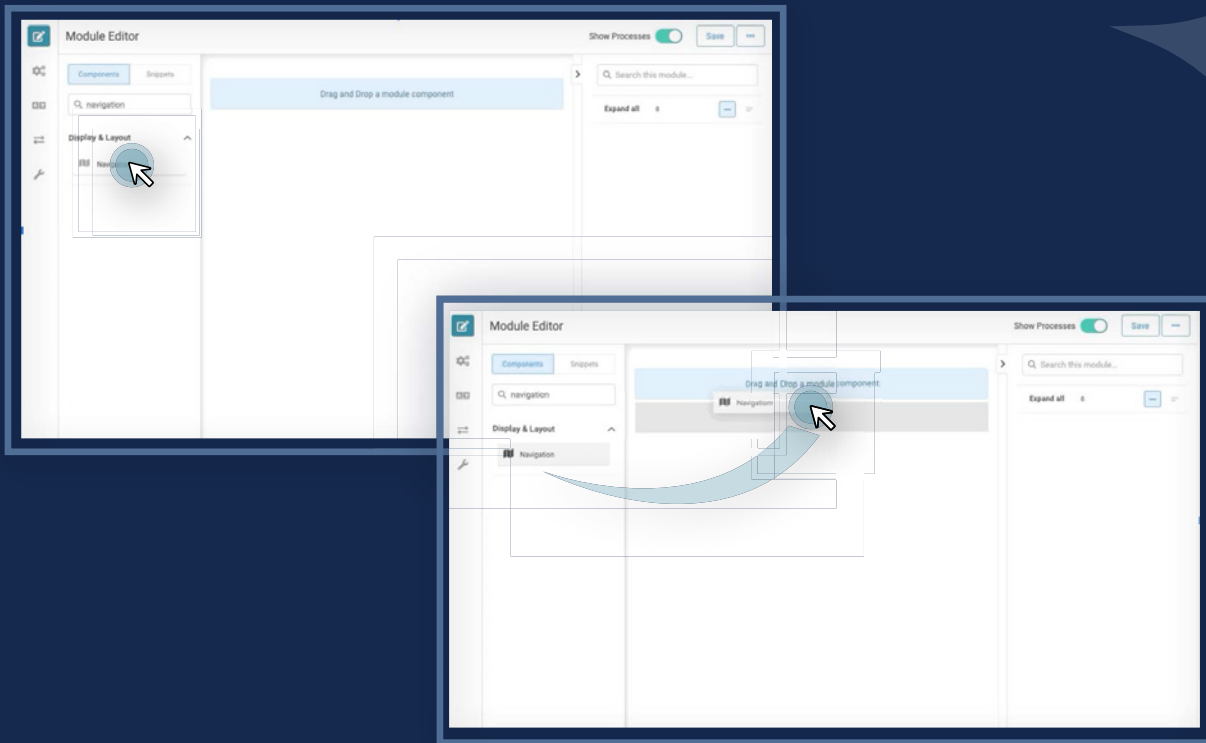 Module Editor
Show Processes
Save
Components
Snippets
navigation
Drag and Drop a module component
Search this module...
Expand all
Display & Layout
Module Editor
Show Processes
Save
Components
Snippets
navigation
Drag and Drop a module component
Search this module...
Navigation
Expand all
Display & Layout
Navigation